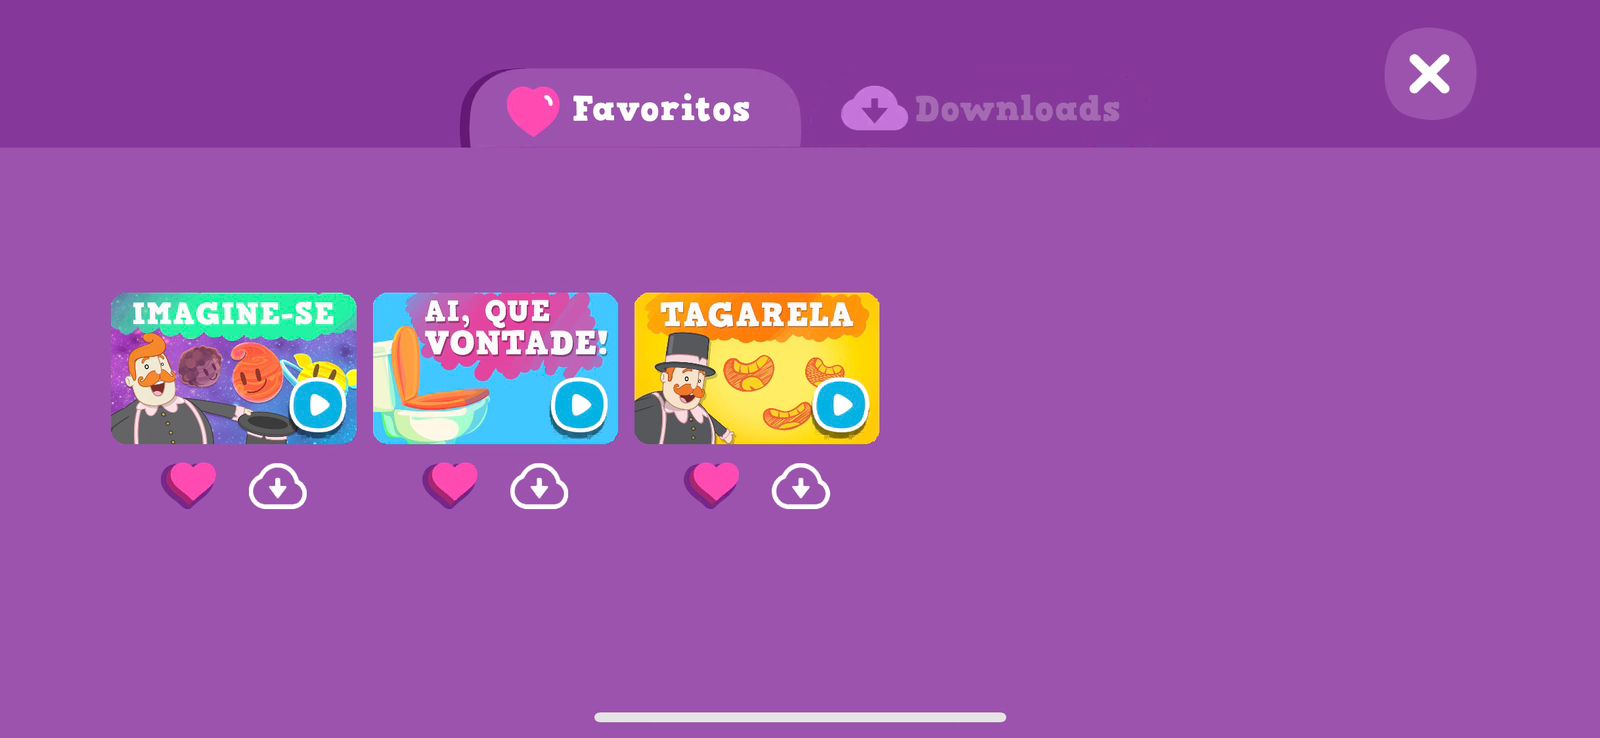 Favoritos
Downloads
IMAGINE-SE
AI, QUE
VONTADE!
TAGARELA